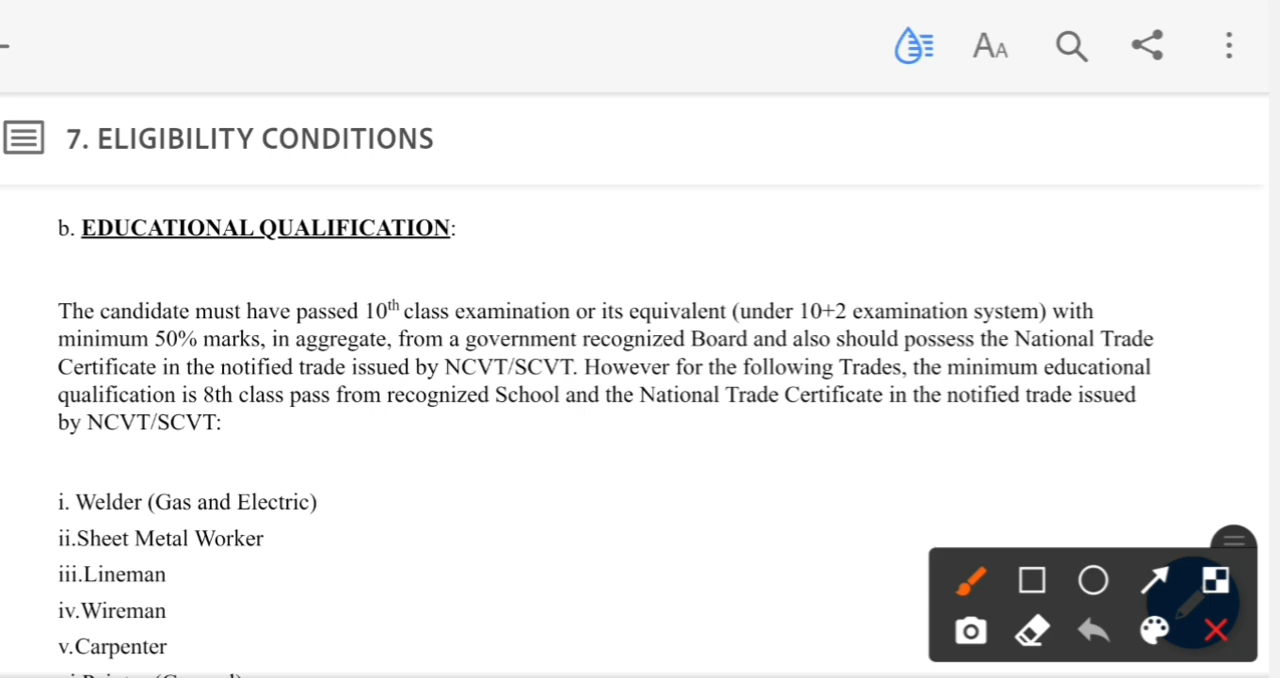 AA
7. ELIGIBILITY CONDITIONS
b. EDUCATIONAL QUALIFICATION:
The candidate must have passed 10th class examination or its equivalent (under 10+2 examination system) with
minimum 50% marks, in aggregate, from a government recognized Board and also should possess the National Trade
Certificate in the notified trade issued by NCVT/SCVT. However for the following Trades, the minimum educational
qualification is 8th class pass from recognized School and the National Trade Certificate in the notified trade issued
by NCVT/SCVT:
i. Welder (Gas and Electric)
ii.Sheet Metal Worker
iii.Lineman
iv.Wireman
v.Carpenter